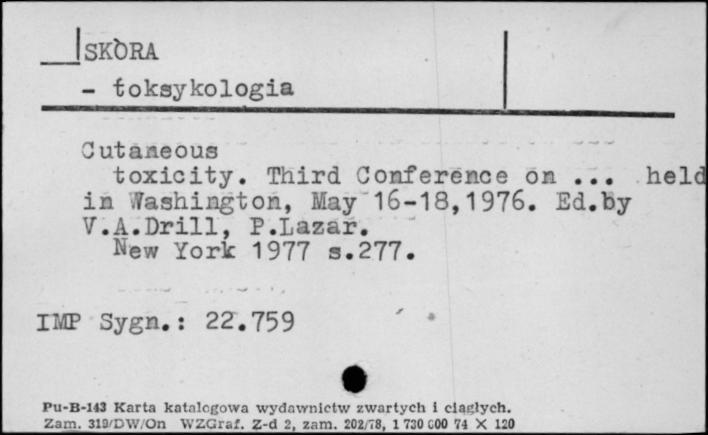 SKÒRA
- toksykologia
Cutaneous
toxicity. Third Conference on ... held
in Washington, May 16-18,1976. Ed.by
V.A.Drill, P.Lazar.
New York 1977 s.277.
IMP Sygn.: 22.759
Pu-B-143 Karta katalogowa wydawnictw zwartych i ciągłych.
Zam. 319/DW/On WZGraf. Z-d 2, zam. 202/78, 1 730 000 74 X 120